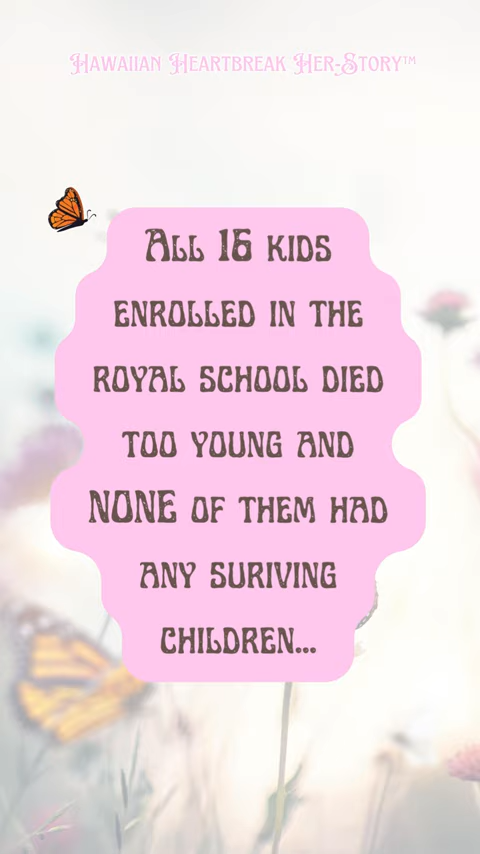 Hawaiian Heartbreak Her-Story™
All 16 kids
enrolled in the
royal school died
too young and
NONE of them had
any suriving
children...